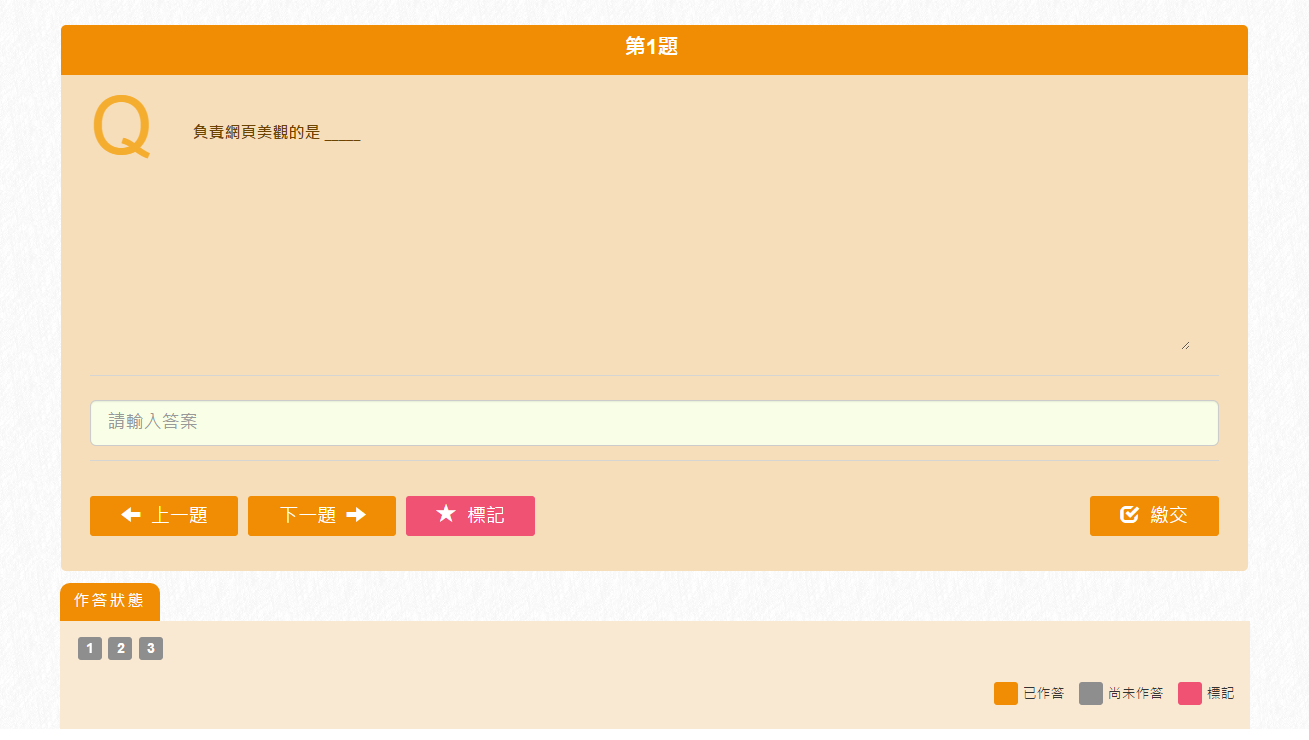 第1題
Q
負責網頁美觀的是 _____
請輸入答案
上一題
下一題
標記
繳交
作答狀態
1 2 3
已作答 尚未作答 標記